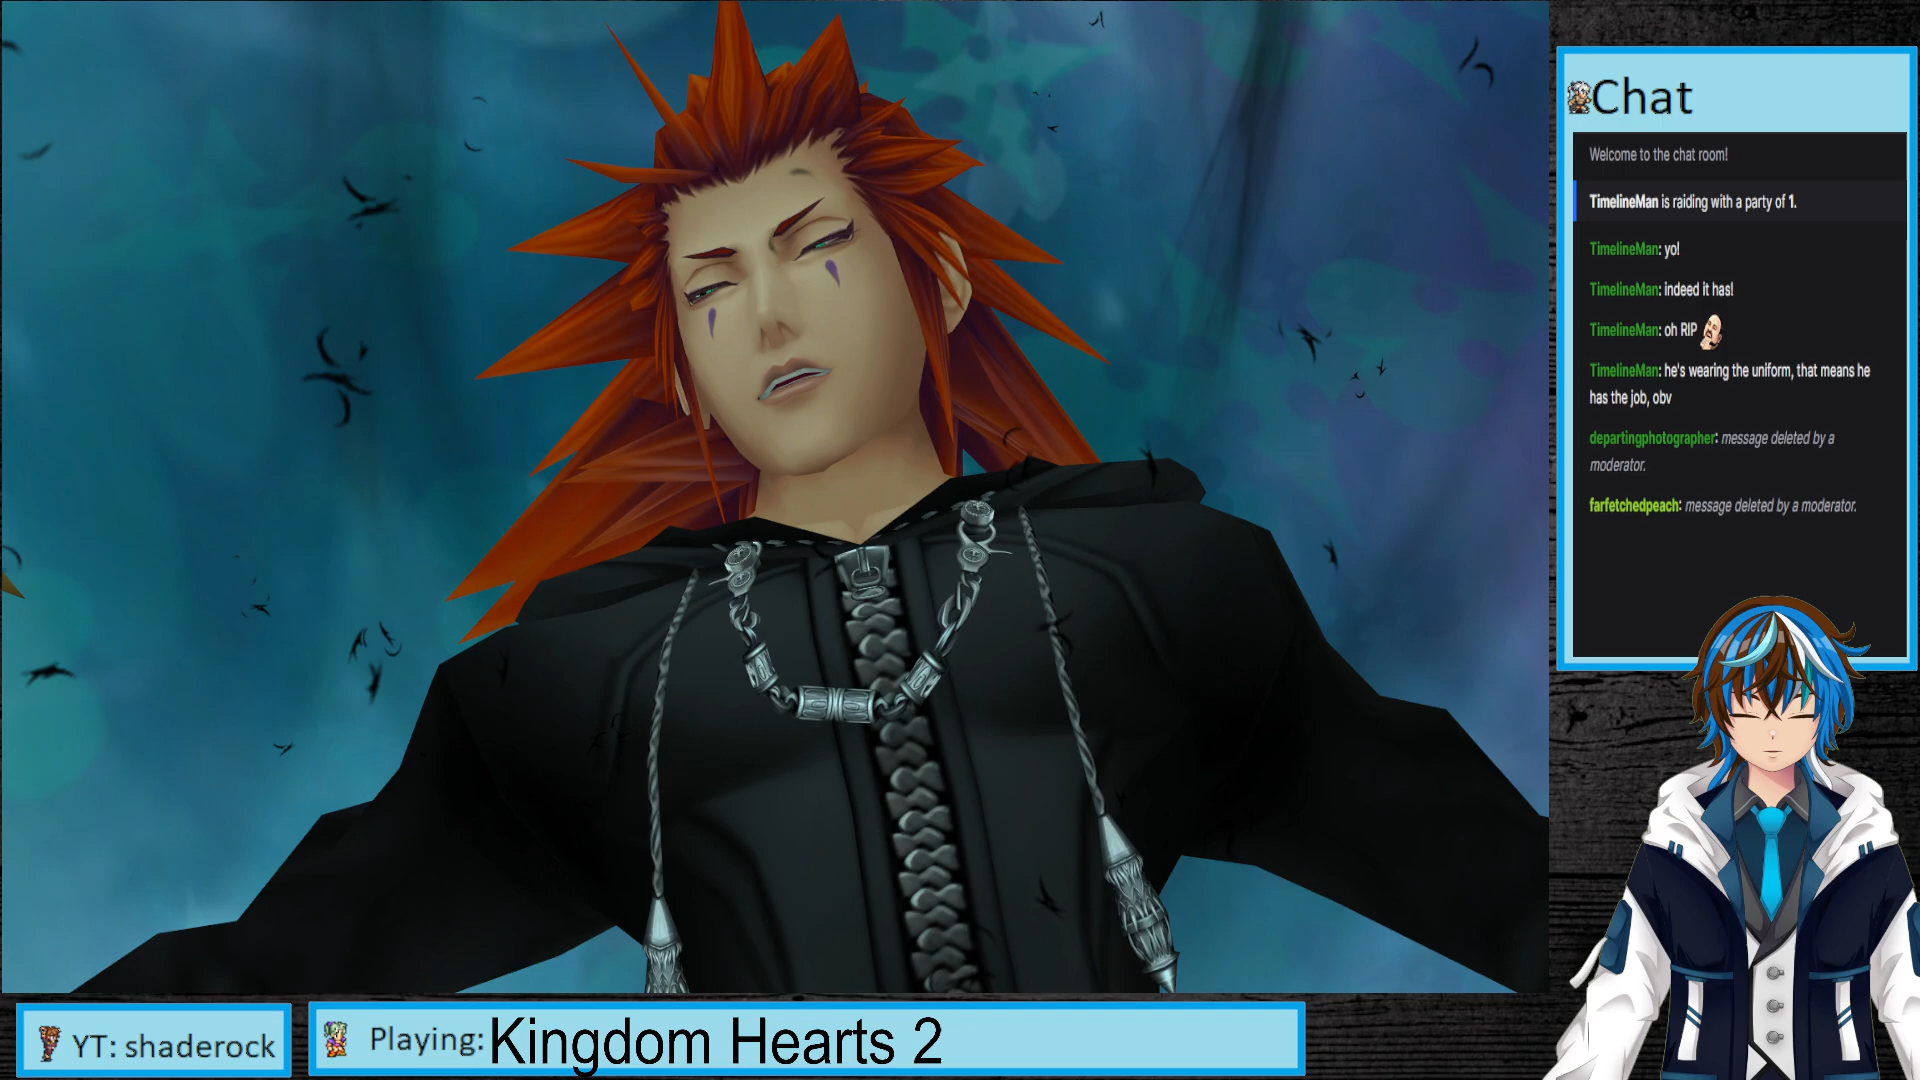 Chat
Welcome to the chat room!
TimelineMan is raiding with a party of 1.
TimelineMan: yo!
TimelineMan: indeed it has!
TimelineMan: oh RIP
TimelineMan: he's wearing the uniform, that means he
has the job, obv
departingphotographer: message deleted by a
moderator.
farfetchedpeach: message deleted by a moderator.
YT: shaderock
Playing: Kingdom Hearts 2